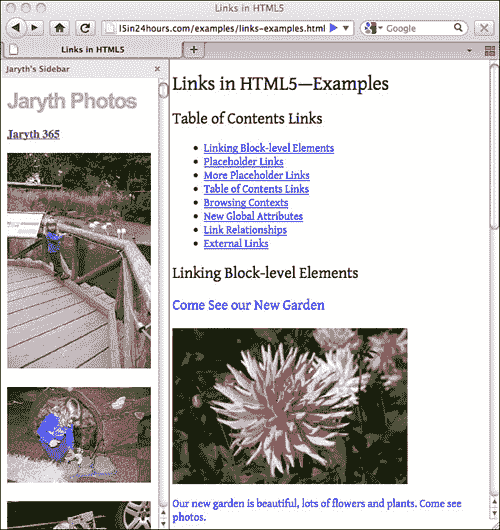 Links in HTML5
l5in24hours.com/examples/links-examples.html
Google
Links in HTML5
Jaryth's Sidebar
Jaryth Photos
Jaryth 365
Links in HTML5—Examples
Table of Contents Links
Linking Block-level Elements
Placeholder Links
More Placeholder Links
Table of Contents Links
Browsing Contexts
New Global Attributes
Link Relationships
External Links
Linking Block-level Elements
Come See our New Garden
Our new garden is beautiful, lots of flowers and plants. Come see
photos.